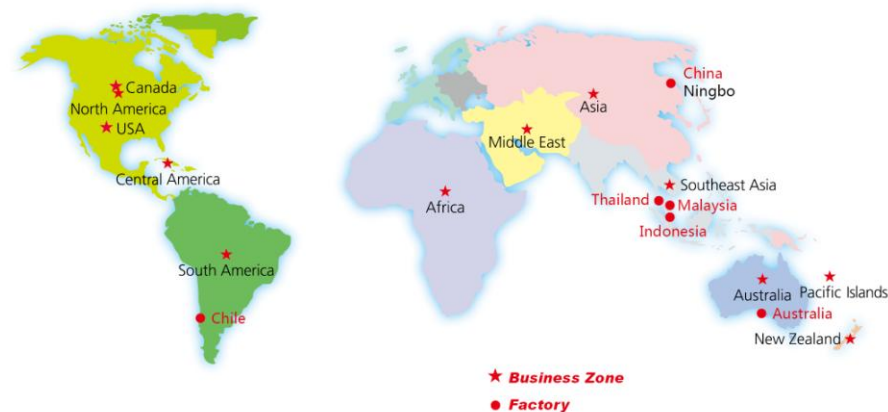 Canada
North America
USA
Central America
South America
Chile
Africa
Middle East
Asia
China
Ningbo
Southeast Asia
Thailand
Malaysia
Indonesia
Australia
Pacific Islands
Australia
New Zealand
Business Zone
Factory